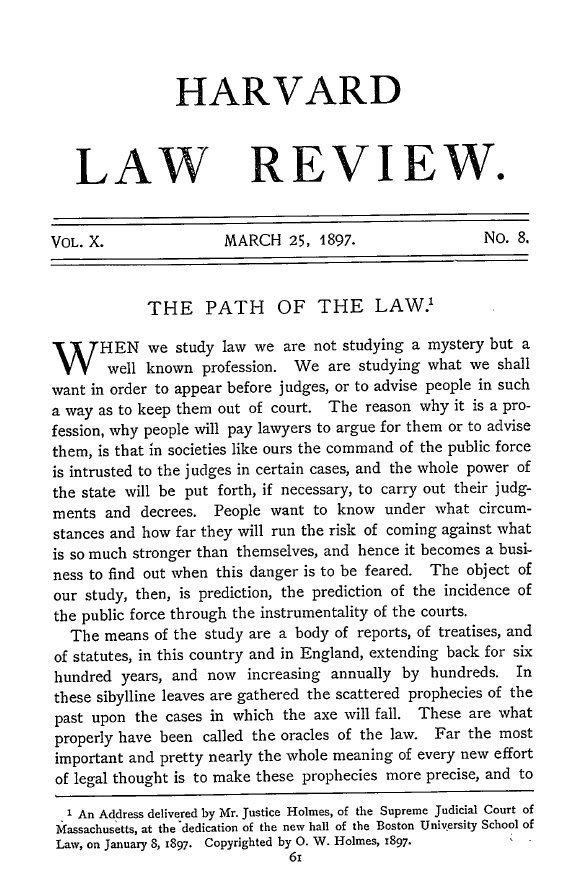 HARVARD
LAW REVIEW.
VOL. X. MARCH 25, 1897. No. 8.
THE PATH OF THE LAW.¹
WHEN we study law we are not studying a mystery but a
well known profession. We are studying what we shall
want in order to appear before judges, or to advise people in such
a way as to keep them out of court. The reason why it is a pro-
fession, why people will pay lawyers to argue for them or to advise
them, is that in societies like ours the command of the public force
is intrusted to the judges in certain cases, and the whole power of
the state will be put forth, if necessary, to carry out their judg-
ments and decrees. People want to know under what circum-
stances and how far they will run the risk of coming against what
is so much stronger than themselves, and hence it becomes a busi-
ness to find out when this danger is to be feared. The object of
our study, then, is prediction, the prediction of the incidence of
the public force through the instrumentality of the courts.
The means of the study are a body of reports, of treatises, and
of statutes, in this country and in England, extending back for six
hundred years, and now increasing annually by hundreds. In
these sibylline leaves are gathered the scattered prophecies of the
past upon the cases in which the axe will fall. These are what
properly have been called the oracles of the law. Far the most
important and pretty nearly the whole meaning of every new effort
of legal thought is to make these prophecies more precise, and to
¹ An Address delivered by Mr. Justice Holmes, of the Supreme Judicial Court of
Massachusetts, at the dedication of the new hall of the Boston University School of
Law, on January 8, 1897. Copyrighted by O. W. Holmes, 1897.
61